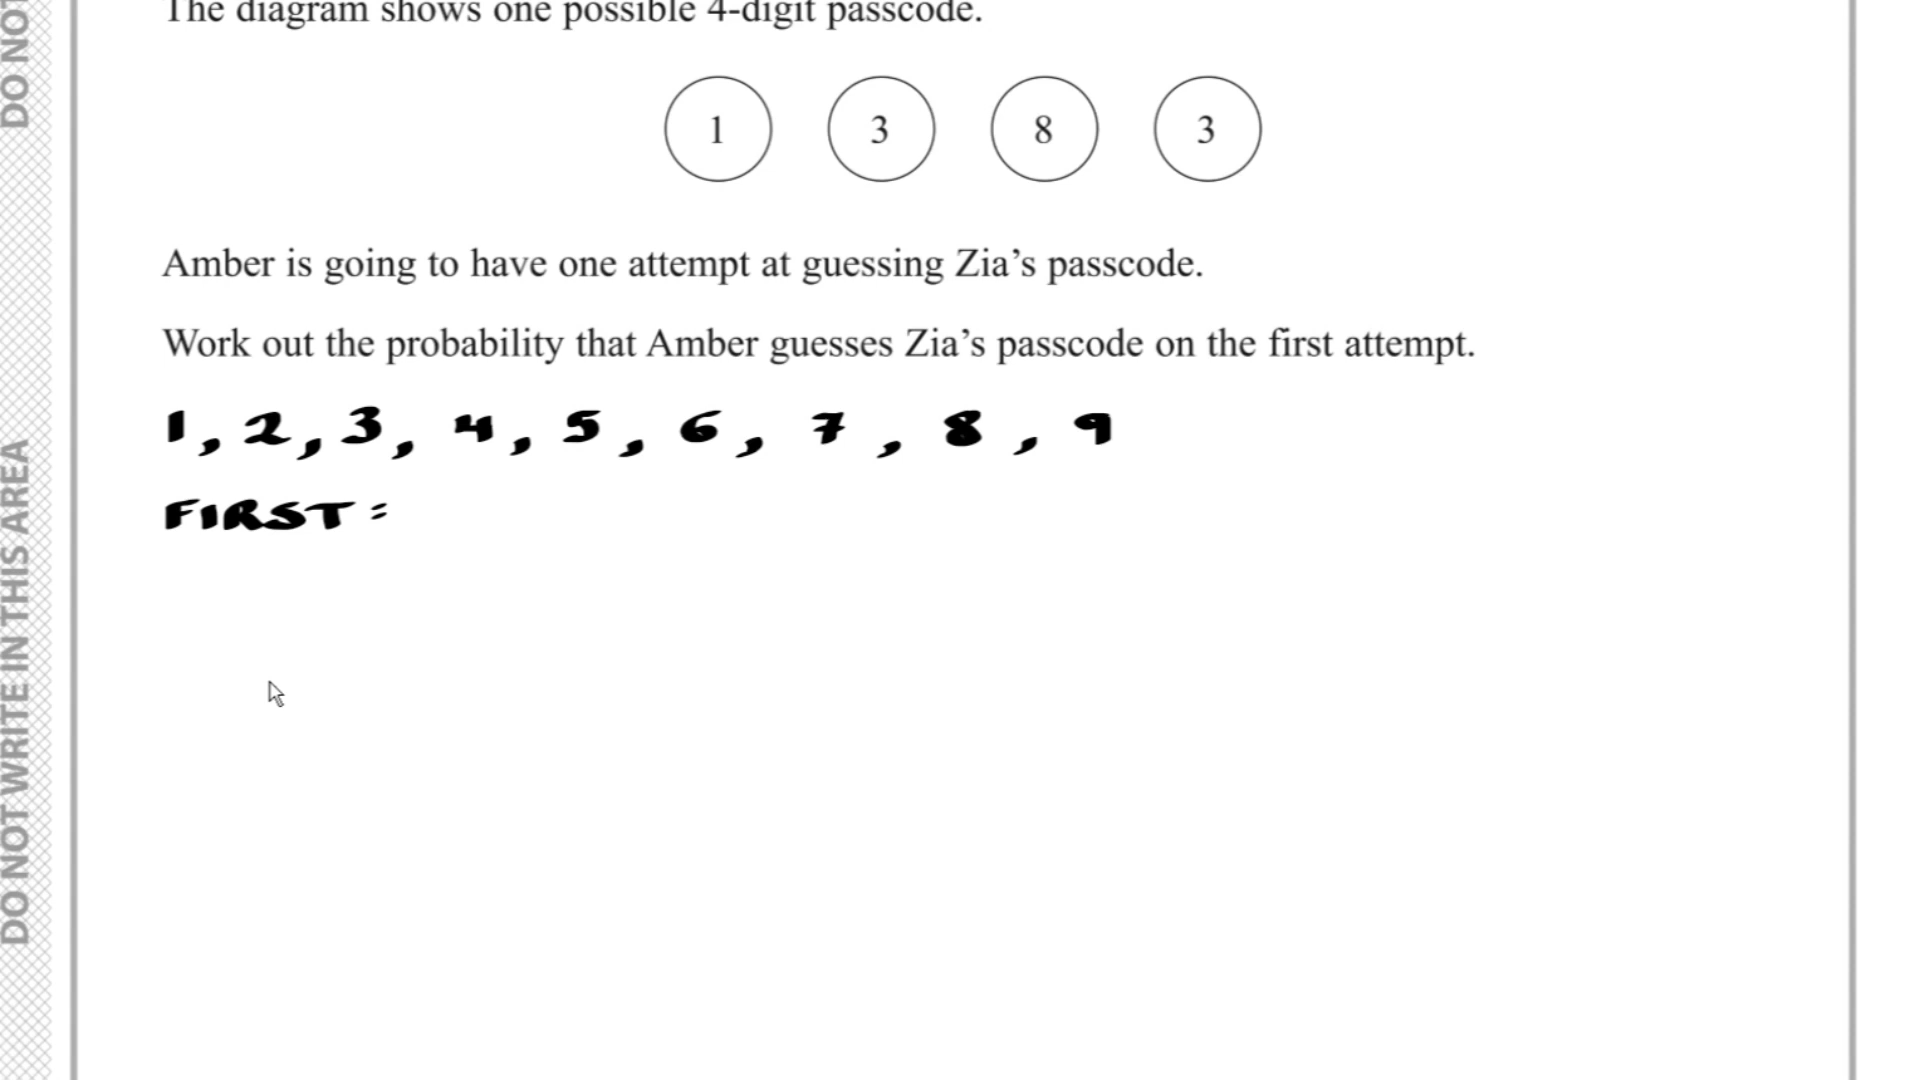 The diagram shows one possible 4-digit passcode.
1 3 8 3
Amber is going to have one attempt at guessing Zia’s passcode.
Work out the probability that Amber guesses Zia’s passcode on the first attempt.
1, 2, 3, 4, 5, 6, 7, 8, 9
FIRST =
DO NOT
DO NOT WRITE IN THIS AREA